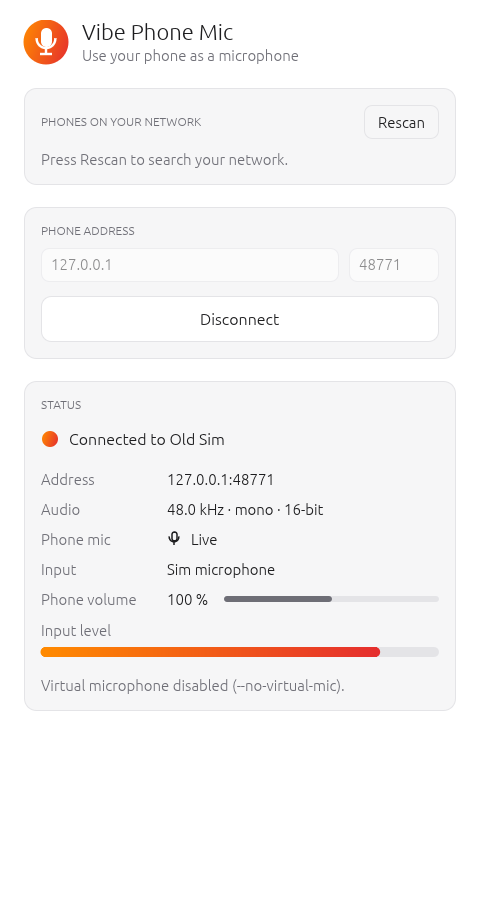 Vibe Phone Mic
Use your phone as a microphone
PHONES ON YOUR NETWORK
Rescan
Press Rescan to search your network.
PHONE ADDRESS
127.0.0.1 48771
Disconnect
STATUS
Connected to Old Sim
Address 127.0.0.1:48771
Audio 48.0 kHz · mono · 16-bit
Phone mic Live
Input Sim microphone
Phone volume 100 %
Input level
Virtual microphone disabled (--no-virtual-mic).